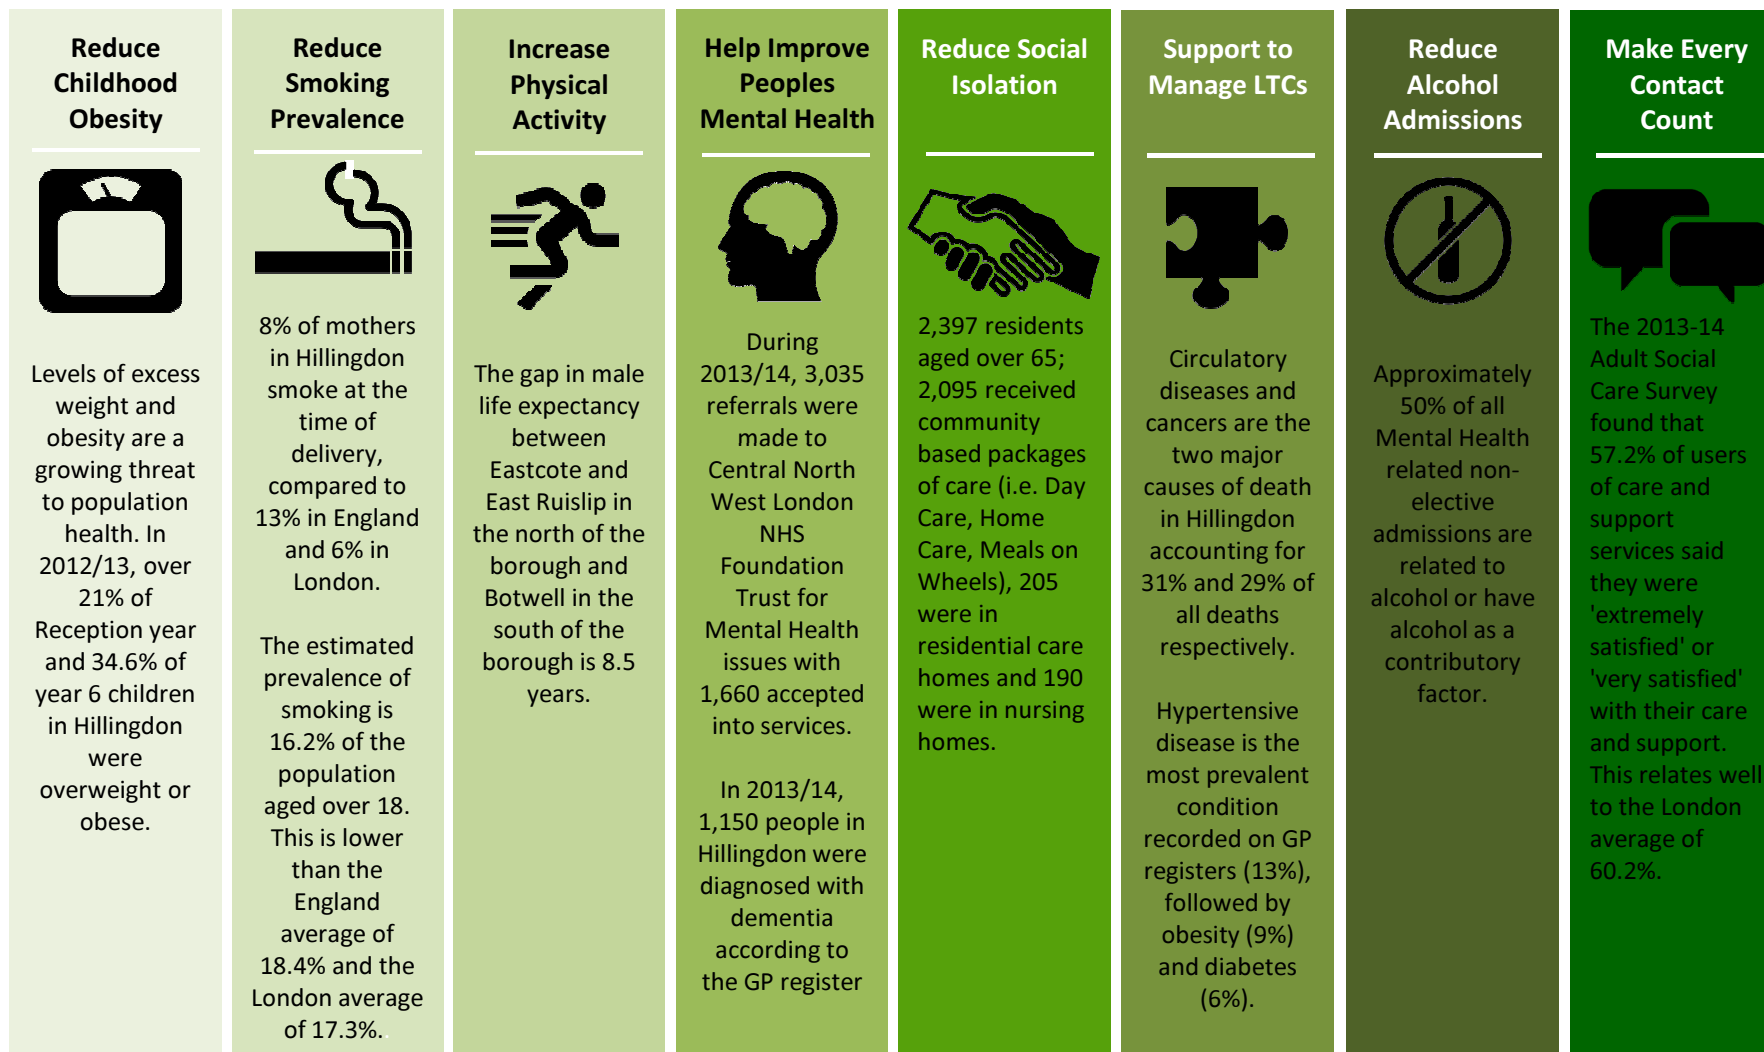 Reduce
Childhood
Obesity
Levels of excess
weight and
obesity are a
growing threat
to population
health. In
2012/13, over
21% of
Reception year
and 34.6% of
year 6 children
in Hillingdon
were
overweight or
obese.
Reduce
Smoking
Prevalence
8% of mothers
in Hillingdon
smoke at the
time of
delivery,
compared to
13% in England
and 6% in
London.
The estimated
prevalence of
smoking is
16.2% of the
population
aged over 18.
This is lower
than the
England
average of
18.4% and the
London average
of 17.3%.
Increase
Physical
Activity
The gap in male
life expectancy
between
Eastcote and
East Ruislip in
the north of the
borough and
Botwell in the
south of the
borough is 8.5
years.
Help Improve
Peoples
Mental Health
During
2013/14, 3,035
referrals were
made to
Central North
West London
NHS
Foundation
Trust for
Mental Health
issues with
1,660 accepted
into services.
In 2013/14,
1,150 people in
Hillingdon were
diagnosed with
dementia
according to
the GP register
Reduce Social
Isolation
2,397 residents
aged over 65;
2,095 received
community
based packages
of care (i.e. Day
Care, Home
Care, Meals on
Wheels), 205
were in
residential care
homes and 190
were in nursing
homes.
Support to
Manage LTCs
Circulatory
diseases and
cancers are the
two major
causes of death
in Hillingdon
accounting for
31% and 29% of
all deaths
respectively.
Hypertensive
disease is the
most prevalent
condition
recorded on GP
registers (13%),
followed by
obesity (9%)
and diabetes
(6%).
Reduce
Alcohol
Admissions
Approximately
50% of all
Mental Health
related non-
elective
admissions are
related to
alcohol or have
alcohol as a
contributory
factor.
Make Every
Contact
Count
The 2013-14
Adult Social
Care Survey
found that
57.2% of users
of care and
support
services said
they were
'extremely
satisfied' or
'very satisfied'
with their care
and support.
This relates well
to the London
average of
60.2%.